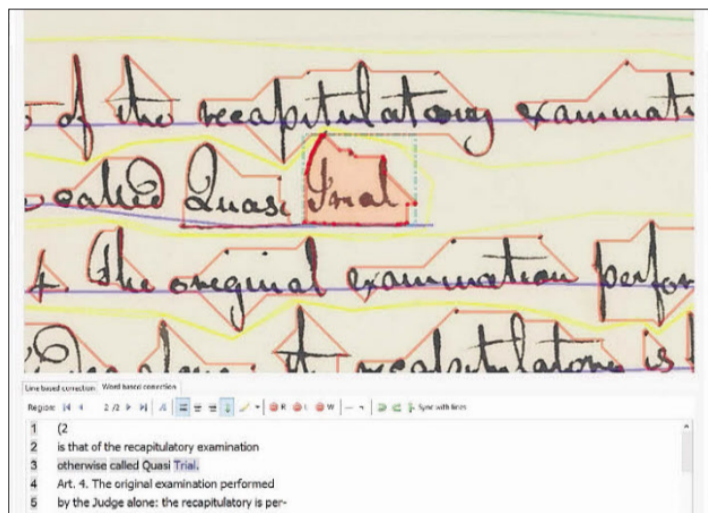 of the recapitulatory examinati
called Quasi Trial
4. The original examination perfor
alone: it recapitulatory is
Line based correction Word based correction
Region: 2 /2 R L W Sync with lines
1 (2
2 is that of the recapitulatory examination
3 otherwise called Quasi Trial.
4 Art. 4. The original examination performed
5 by the Judge alone: the recapitulatory is per-